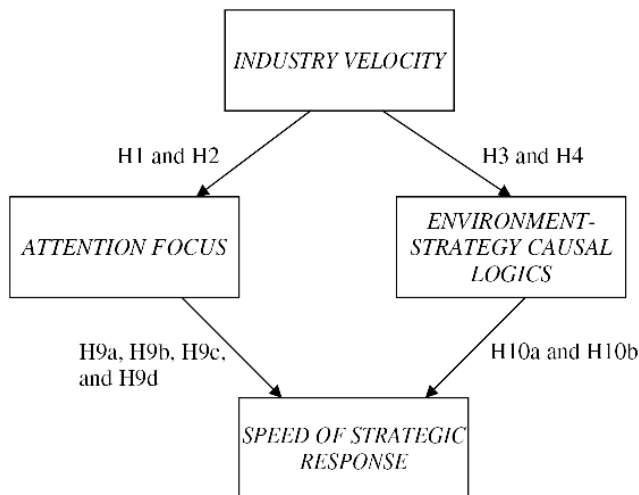 INDUSTRY VELOCITY
H1 and H2
H3 and H4
ATTENTION FOCUS
ENVIRONMENT-
STRATEGY CAUSAL
LOGICS
H9a, H9b, H9c,
and H9d
H10a and H10b
SPEED OF STRATEGIC
RESPONSE